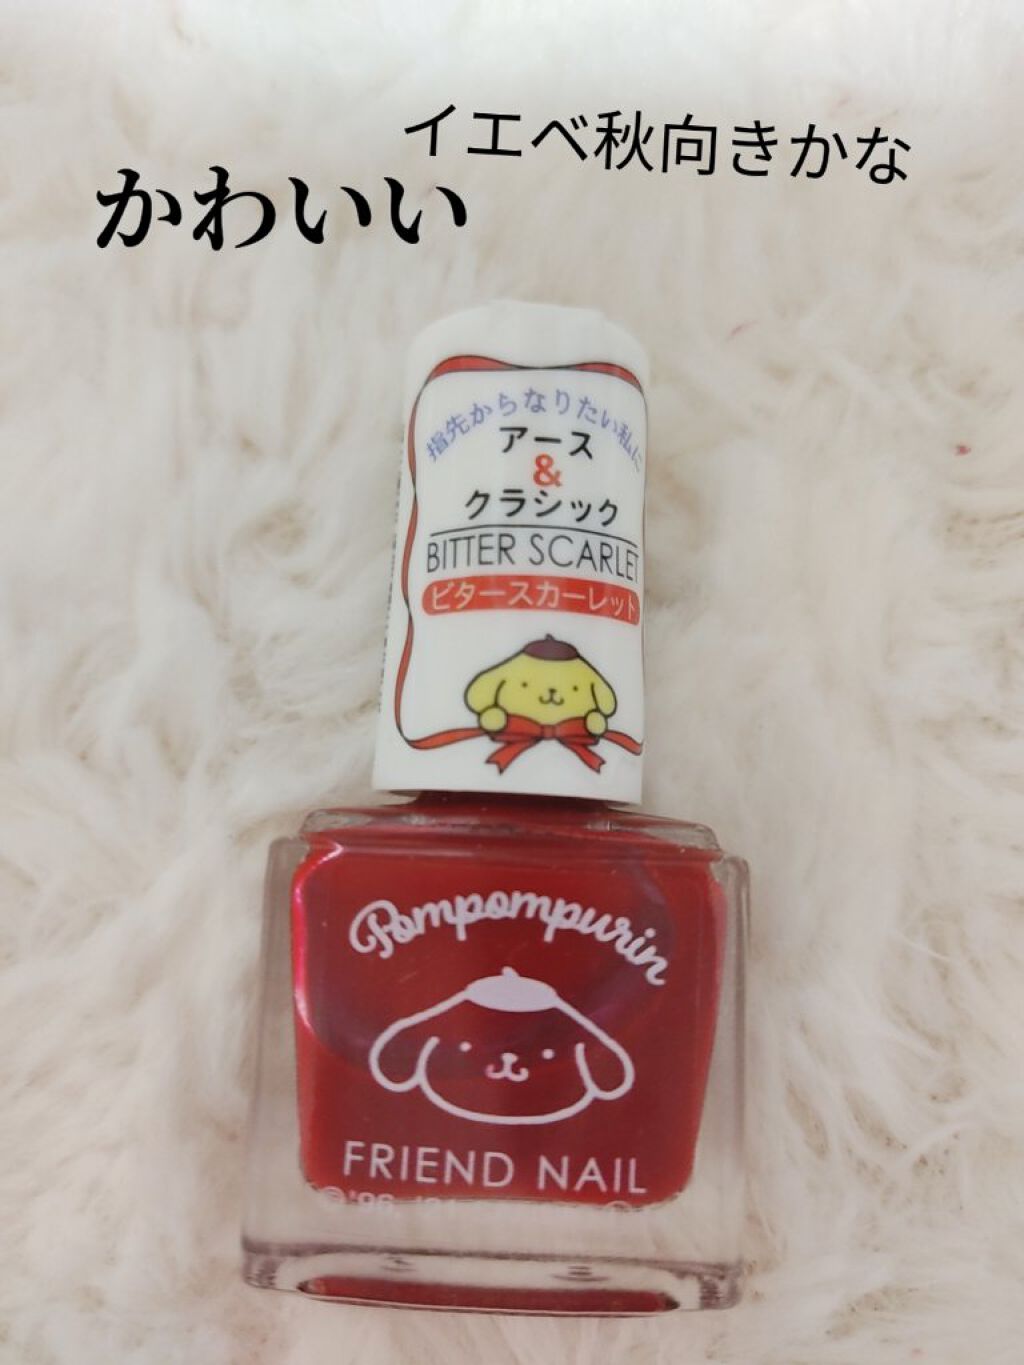 イエベ秋向きかな
かわいい
指先からなりたい私に
アース
&
クラシック
BITTER SCARLET
ビタースカーレット
Pompompurin
FRIEND NAIL